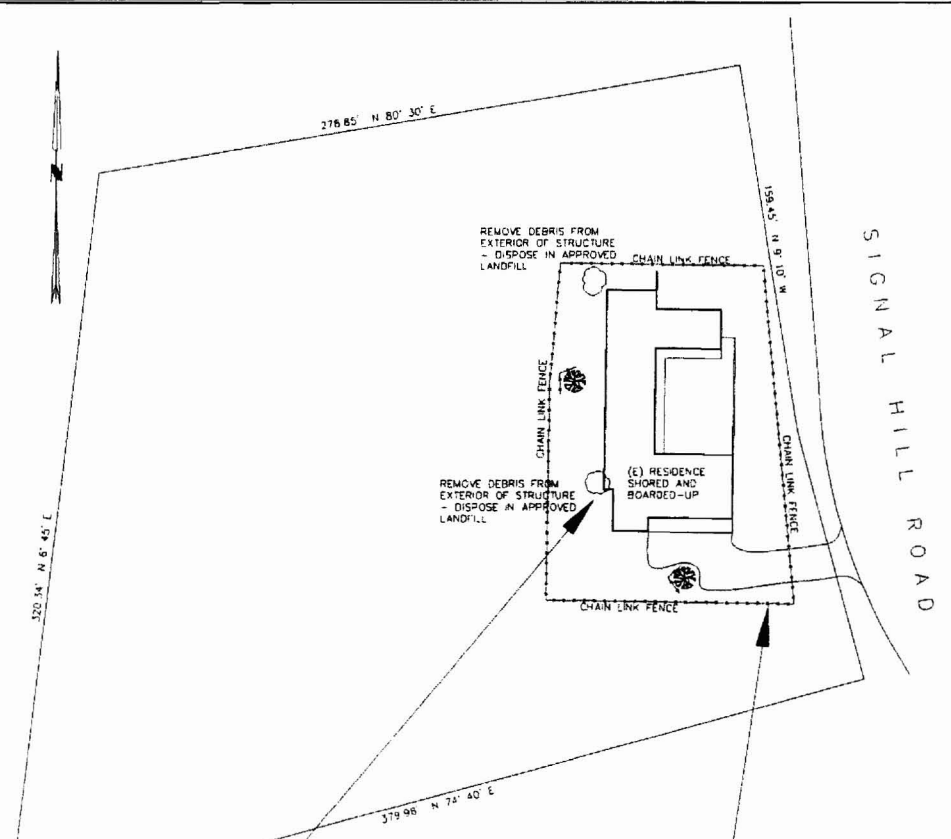 N
278.85' N 80° 30' E
159.45' N 9° 10' W
SIGNAL HILL ROAD
REMOVE DEBRIS FROM
EXTERIOR OF STRUCTURE
- DISPOSE IN APPROVED
LANDFILL
CHAIN LINK FENCE
CHAIN LINK FENCE
CHAIN LINK FENCE
(E) RESIDENCE
SHORED AND
BOARDED-UP
REMOVE DEBRIS FROM
EXTERIOR OF STRUCTURE
- DISPOSE IN APPROVED
LANDFILL
320.34' N 6° 45' E
CHAIN LINK FENCE
379.98' N 74° 40' E